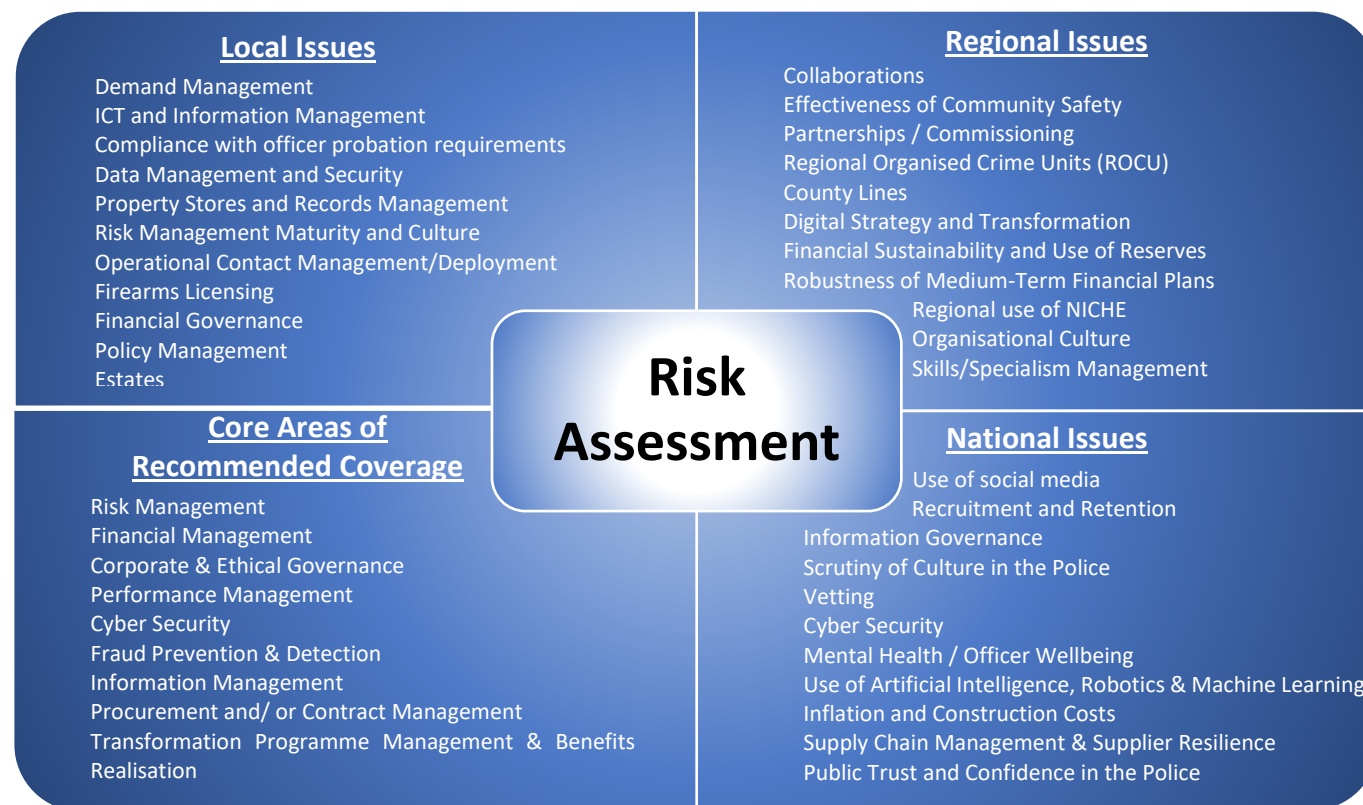 Local Issues
Demand Management
ICT and Information Management
Compliance with officer probation requirements
Data Management and Security
Property Stores and Records Management
Risk Management Maturity and Culture
Operational Contact Management/Deployment
Firearms Licensing
Financial Governance
Policy Management
Estates
Regional Issues
Collaborations
Effectiveness of Community Safety
Partnerships / Commissioning
Regional Organised Crime Units (ROCU)
County Lines
Digital Strategy and Transformation
Financial Sustainability and Use of Reserves
Robustness of Medium-Term Financial Plans
Regional use of NICHE
Organisational Culture
Skills/Specialism Management
Risk
Assessment
Core Areas of
Recommended Coverage
Risk Management
Financial Management
Corporate & Ethical Governance
Performance Management
Cyber Security
Fraud Prevention & Detection
Information Management
Procurement and/ or Contract Management
Transformation Programme Management & Benefits
Realisation
National Issues
Use of social media
Recruitment and Retention
Information Governance
Scrutiny of Culture in the Police
Vetting
Cyber Security
Mental Health / Officer Wellbeing
Use of Artificial Intelligence, Robotics & Machine Learning
Inflation and Construction Costs
Supply Chain Management & Supplier Resilience
Public Trust and Confidence in the Police